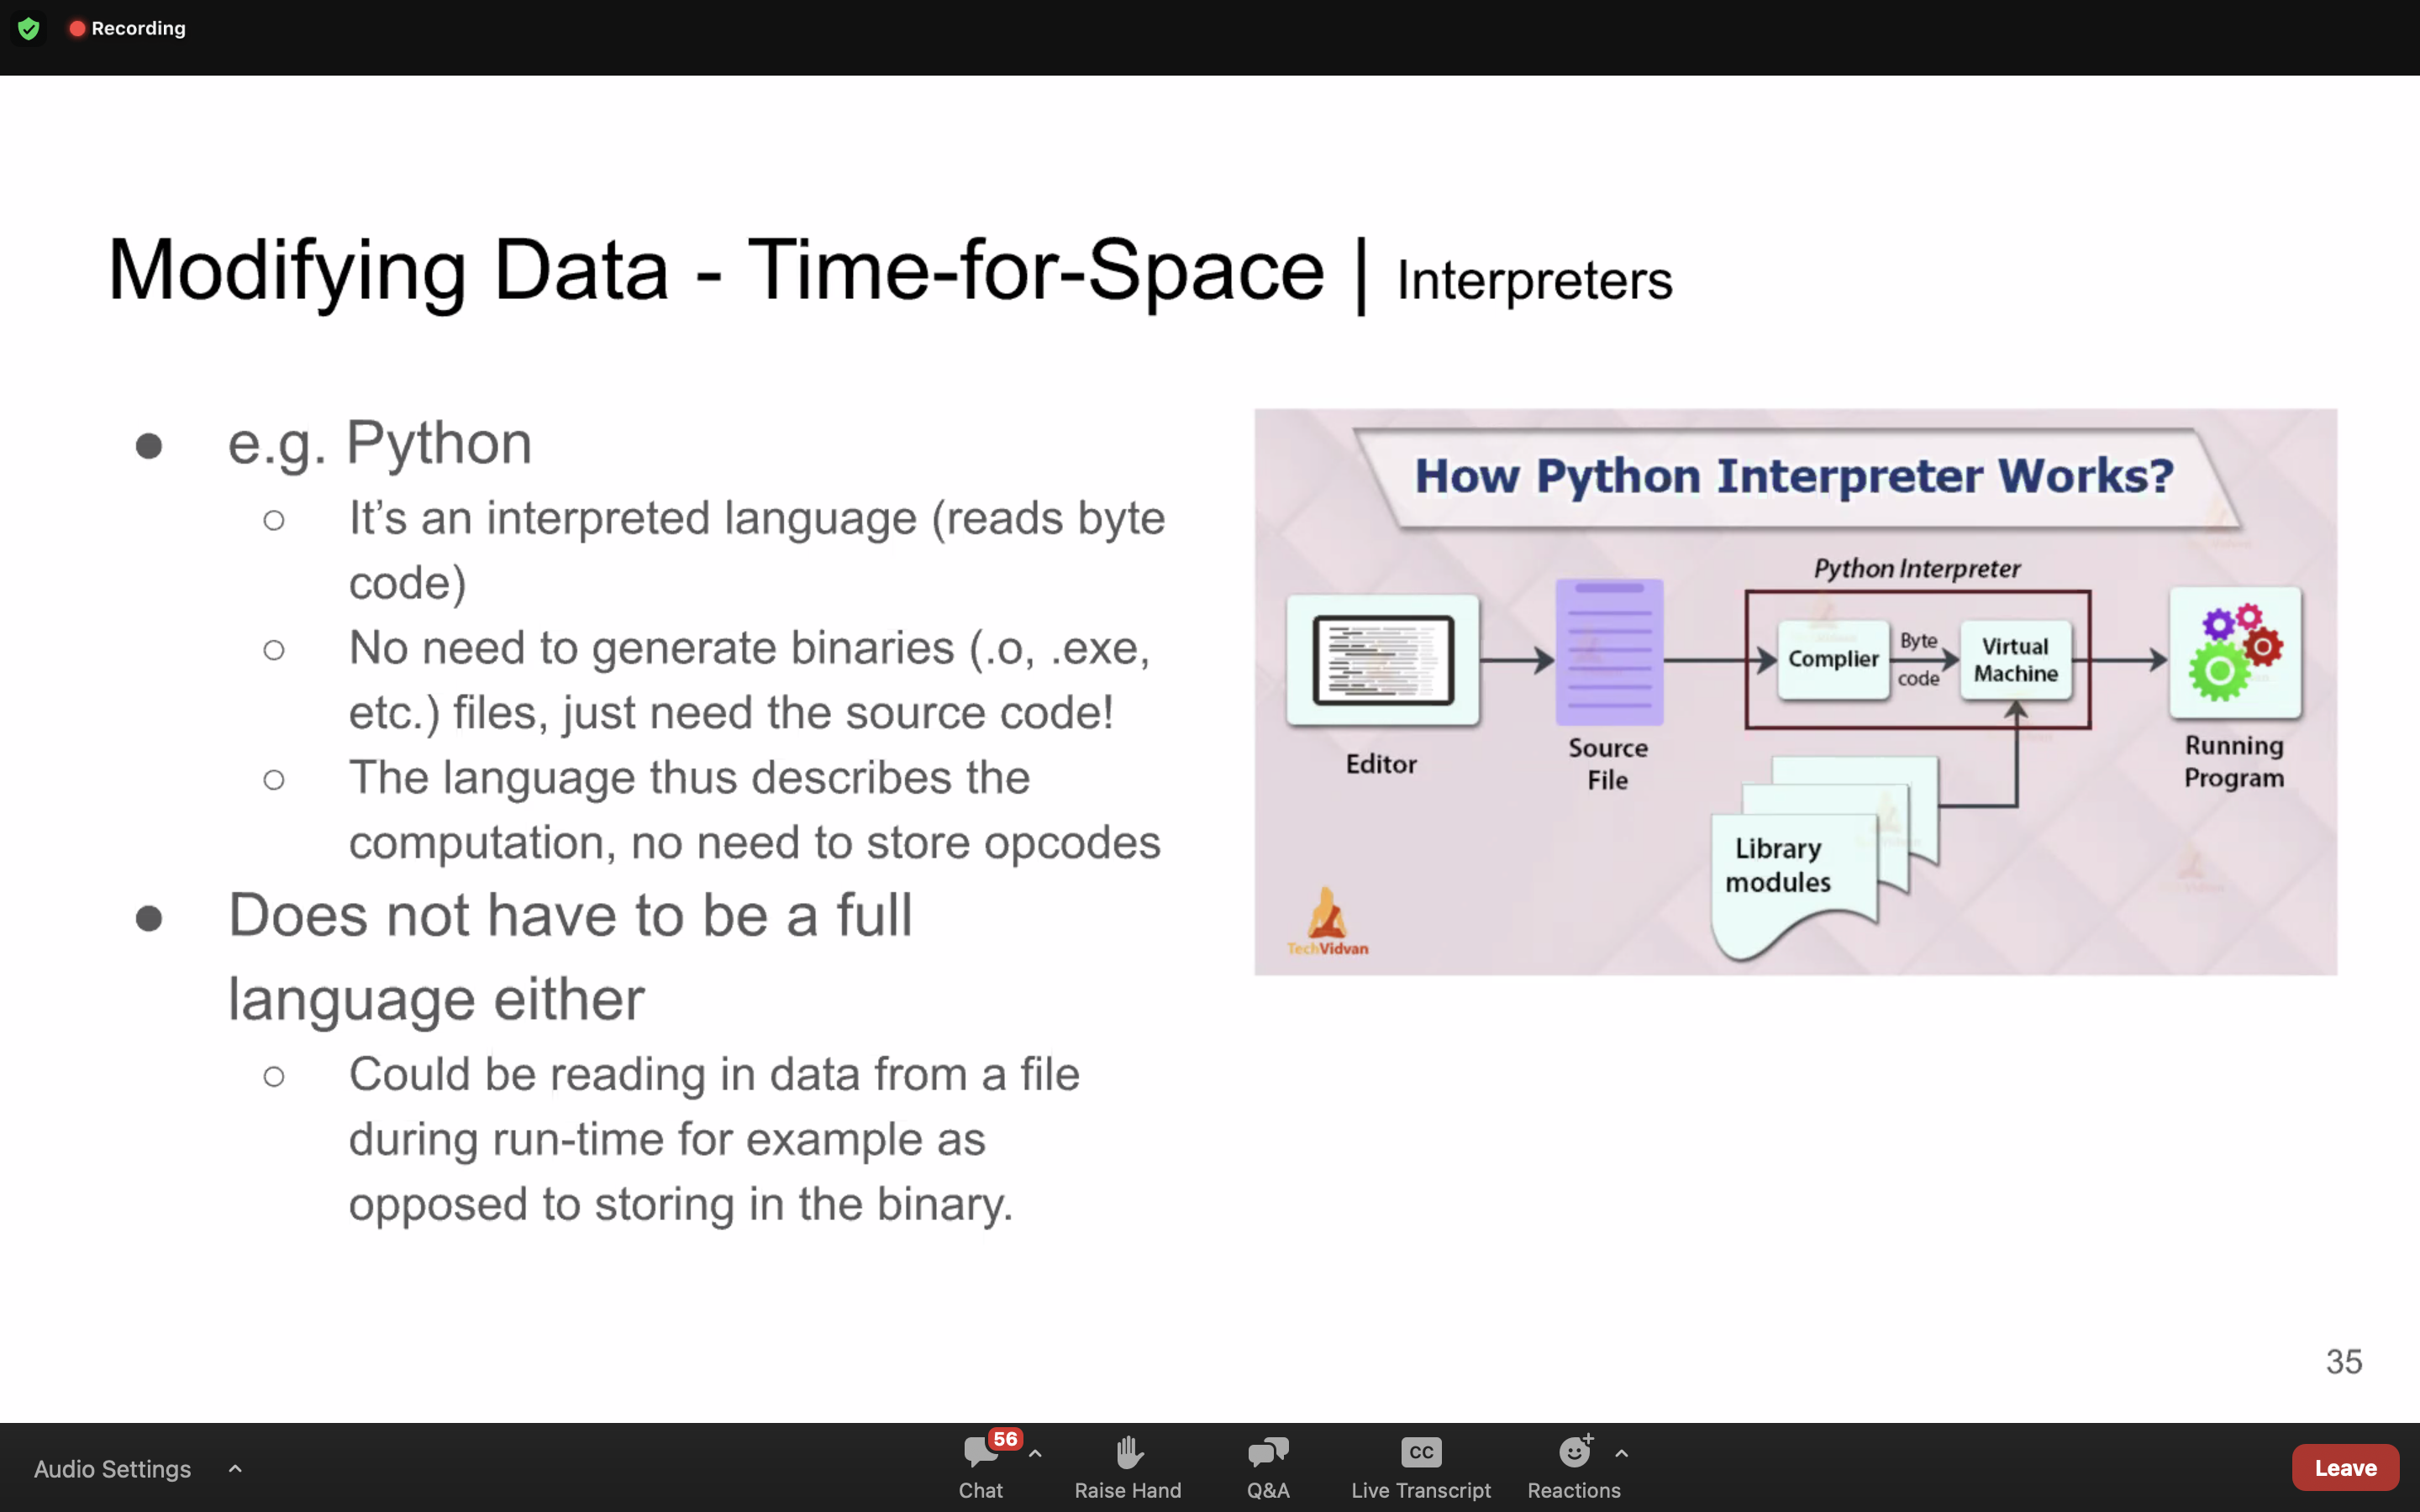 Recording
Modifying Data - Time-for-Space | Interpreters
● e.g. Python
○ It’s an interpreted language (reads byte
code)
○ No need to generate binaries (.o, .exe,
etc.) files, just need the source code!
○ The language thus describes the
computation, no need to store opcodes
● Does not have to be a full
language either
○ Could be reading in data from a file
during run-time for example as
opposed to storing in the binary.
How Python Interpreter Works?
Python Interpreter
Complier
Byte
code
Virtual
Machine
Editor
Source
File
Running
Program
Library
modules
TechVidvan
35
Audio Settings
56
Chat
Raise Hand
Q&A
CC
Live Transcript
Reactions
Leave